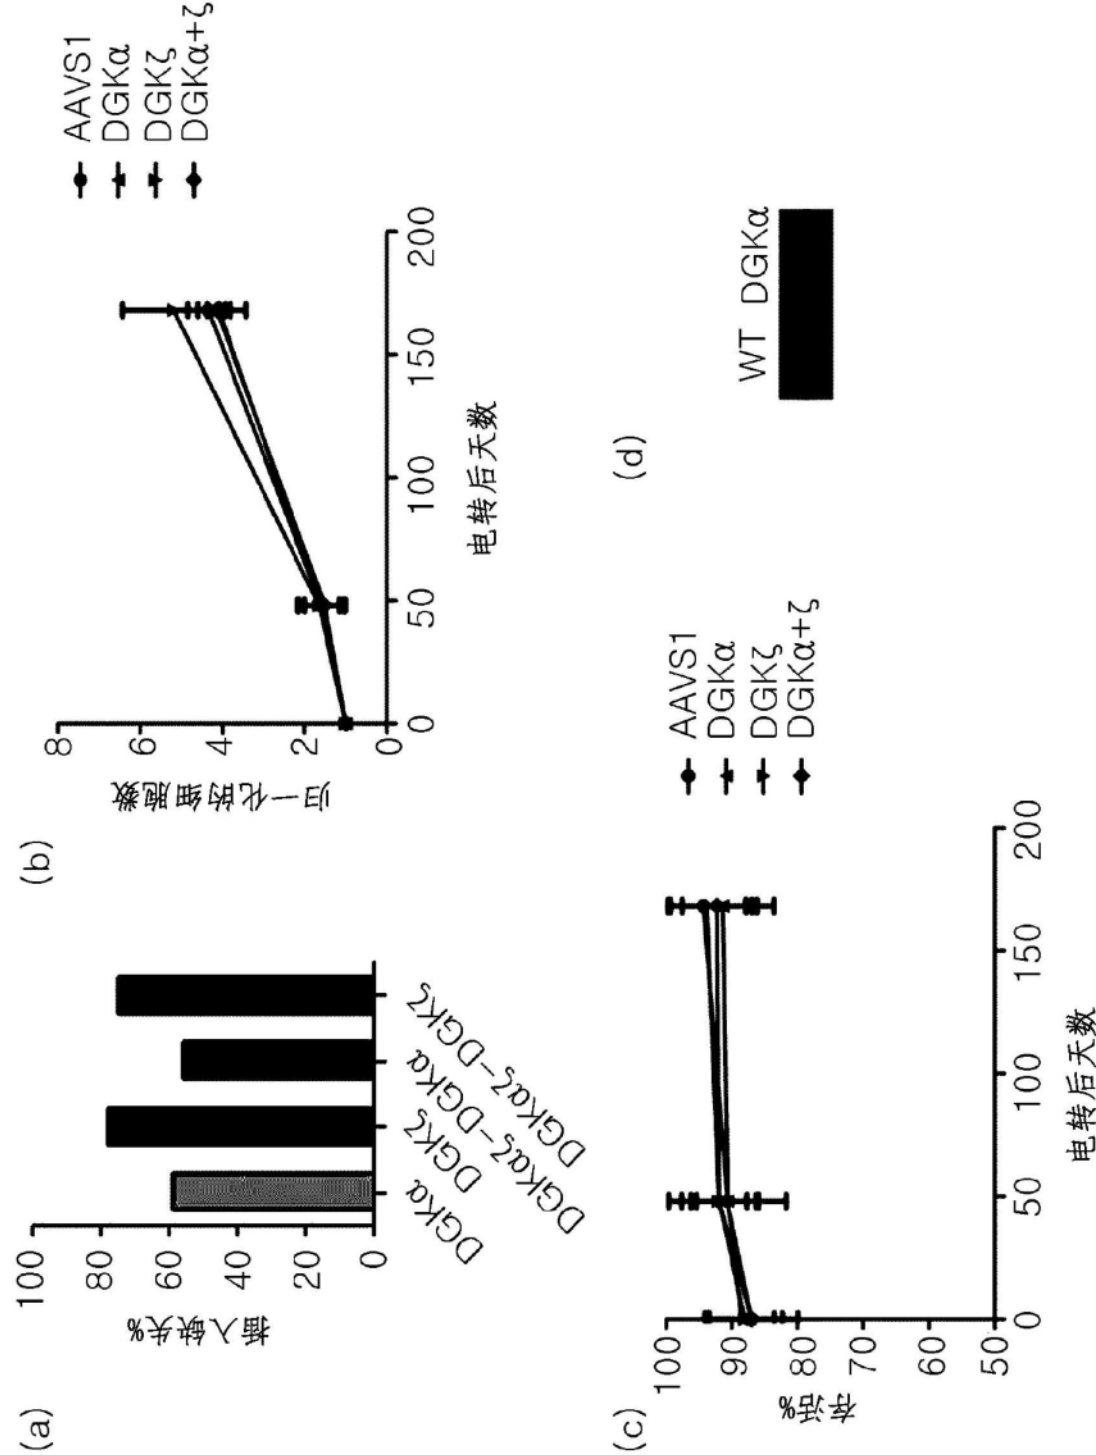 (a)
插入缺失%
100
80
60
40
20
0
DGKα
DGKζ
DGKαζ-DGKα
DGKαζ-DGKζ
(b)
归一化的细胞数
8
6
4
2
0
0
50
100
150
200
电转后天数
AAVS1
DGKα
DGKζ
DGKα+ζ
(c)
存活%
100
90
80
70
60
50
0
50
100
150
200
电转后天数
AAVS1
DGKα
DGKζ
DGKα+ζ
(d)
WT DGKα